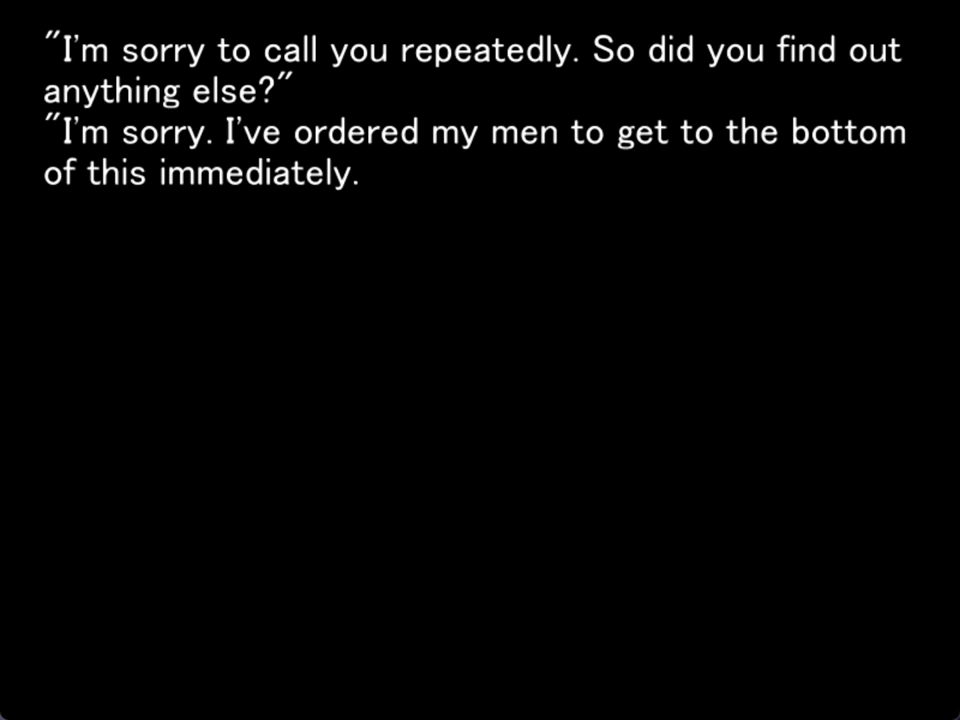 "I'm sorry to call you repeatedly. So did you find out
anything else?"
"I'm sorry. I've ordered my men to get to the bottom
of this immediately.